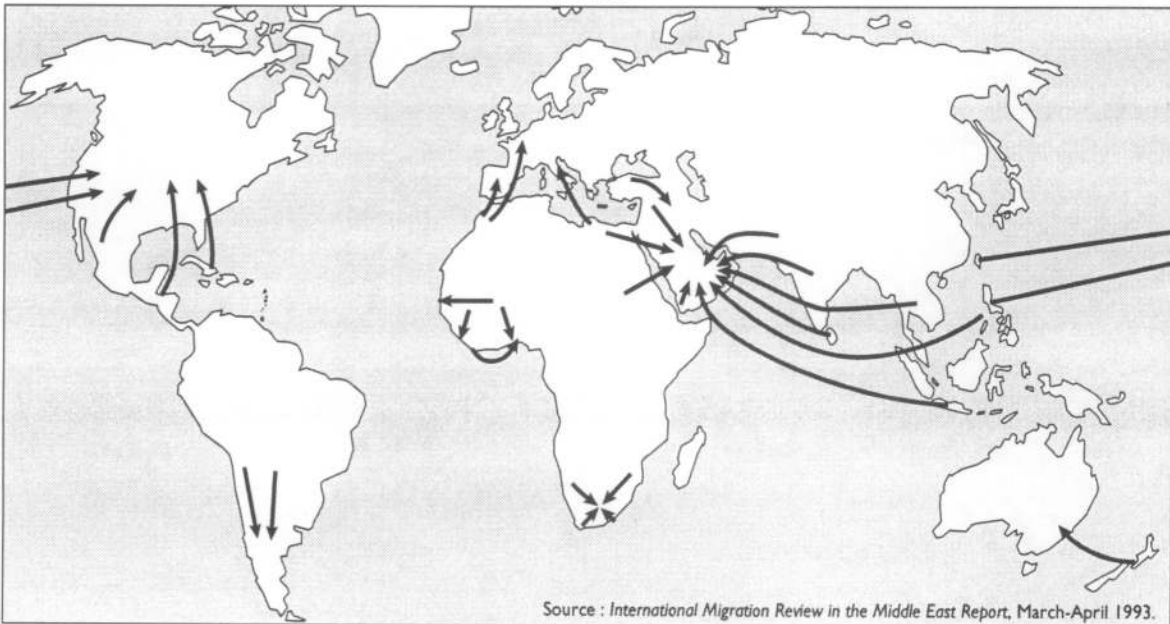 Source : International Migration Review in the Middle East Report, March-April 1993.